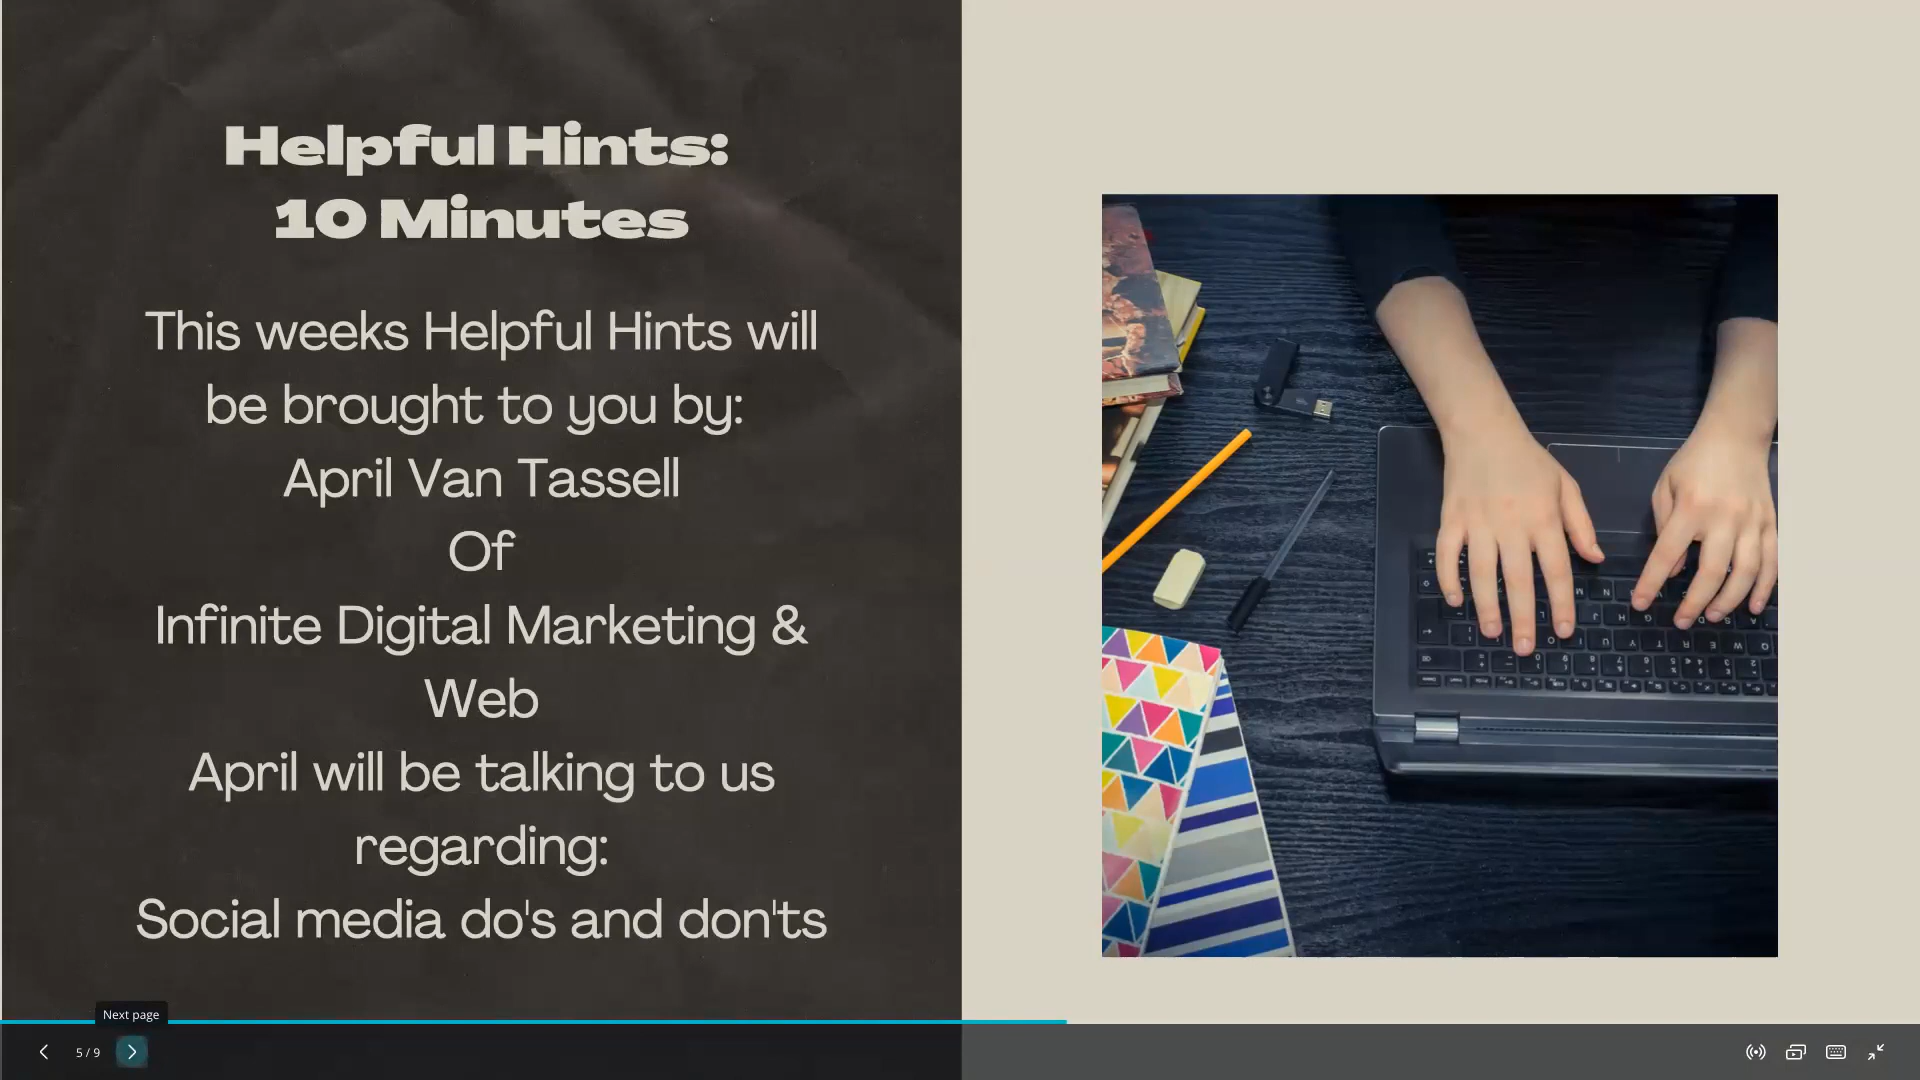 Helpful Hints:
10 Minutes
This weeks Helpful Hints will
be brought to you by:
April Van Tassell
Of
Infinite Digital Marketing &
Web
April will be talking to us
regarding:
Social media do's and don'ts
Next page
5 / 9